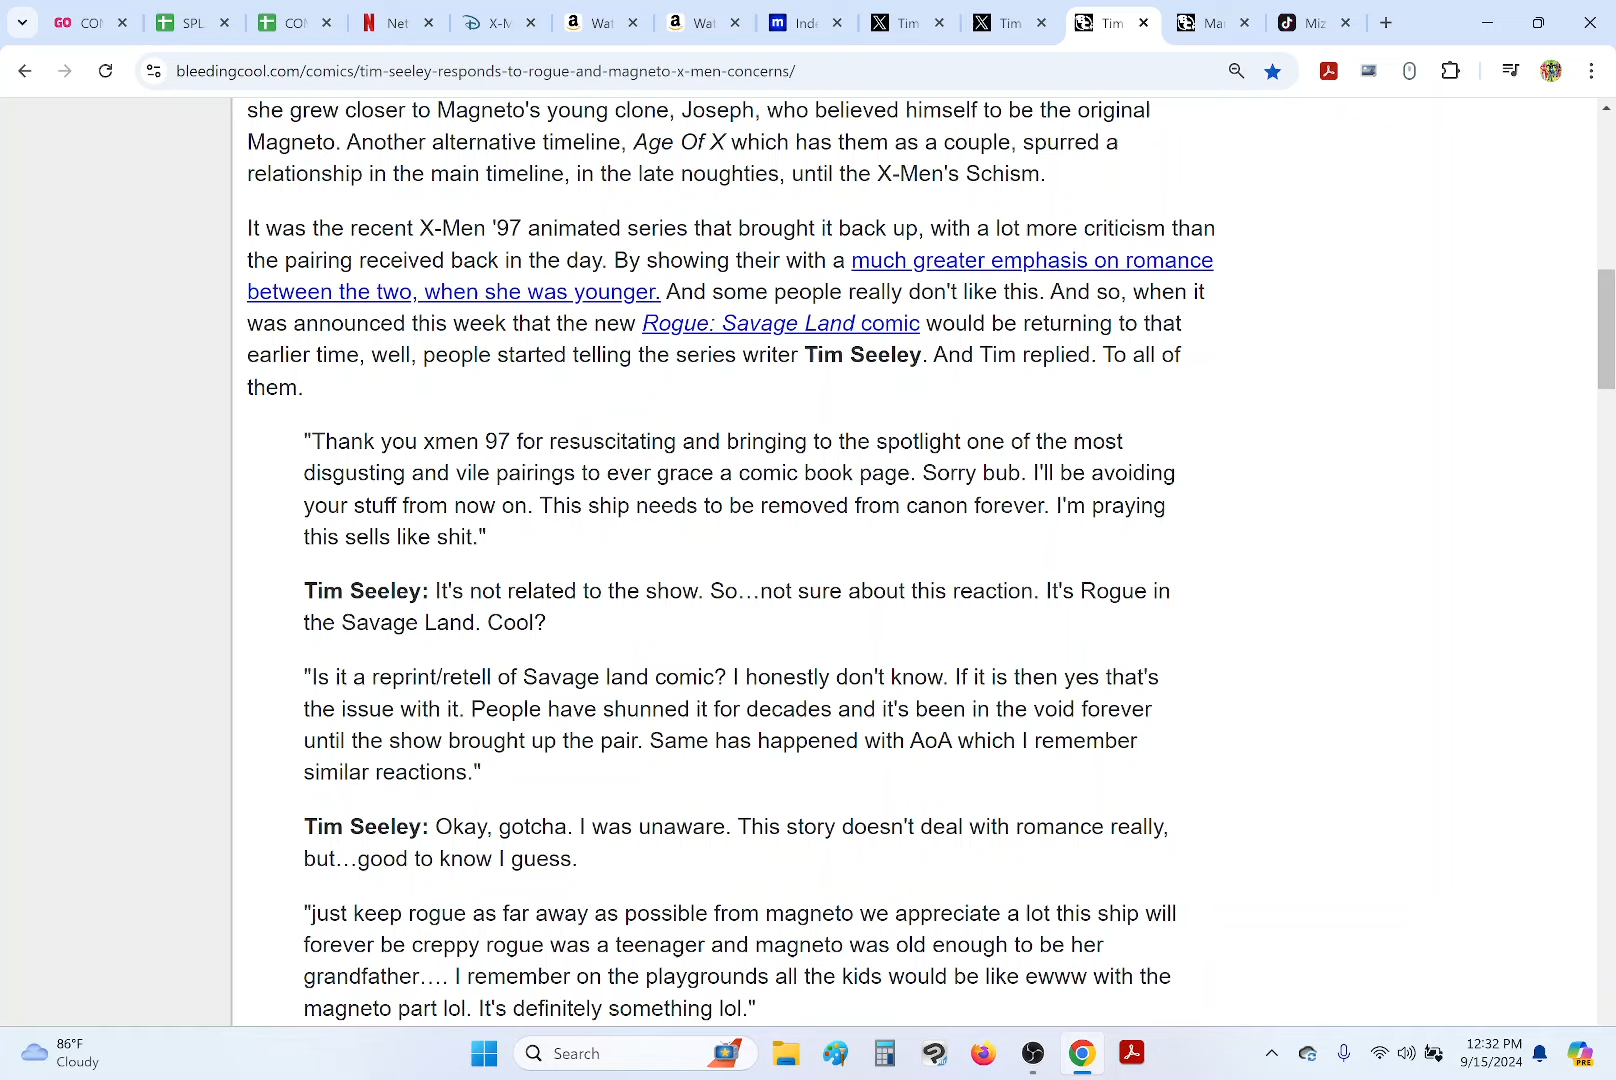 CO
SPL
CO
Net
X-M
Wat
Wat
Ind
Tim
Tim
Tim
Ma
Miz
bleedingcool.com/comics/tim-seeley-responds-to-rogue-and-magneto-x-men-concerns/
she grew closer to Magneto's young clone, Joseph, who believed himself to be the original
Magneto. Another alternative timeline, Age Of X which has them as a couple, spurred a
relationship in the main timeline, in the late noughties, until the X-Men's Schism.
It was the recent X-Men '97 animated series that brought it back up, with a lot more criticism than
the pairing received back in the day. By showing their with a much greater emphasis on romance
between the two, when she was younger. And some people really don't like this. And so, when it
was announced this week that the new Rogue: Savage Land comic would be returning to that
earlier time, well, people started telling the series writer Tim Seeley. And Tim replied. To all of
them.
"Thank you xmen 97 for resuscitating and bringing to the spotlight one of the most
disgusting and vile pairings to ever grace a comic book page. Sorry bub. I'll be avoiding
your stuff from now on. This ship needs to be removed from canon forever. I'm praying
this sells like shit."
Tim Seeley: It's not related to the show. So…not sure about this reaction. It's Rogue in
the Savage Land. Cool?
"Is it a reprint/retell of Savage land comic? I honestly don't know. If it is then yes that's
the issue with it. People have shunned it for decades and it's been in the void forever
until the show brought up the pair. Same has happened with AoA which I remember
similar reactions."
Tim Seeley: Okay, gotcha. I was unaware. This story doesn't deal with romance really,
but…good to know I guess.
"just keep rogue as far away as possible from magneto we appreciate a lot this ship will
forever be creppy rogue was a teenager and magneto was old enough to be her
grandfather…. I remember on the playgrounds all the kids would be like ewww with the
magneto part lol. It's definitely something lol."
86°F
Cloudy
Search
12:32 PM
9/15/2024